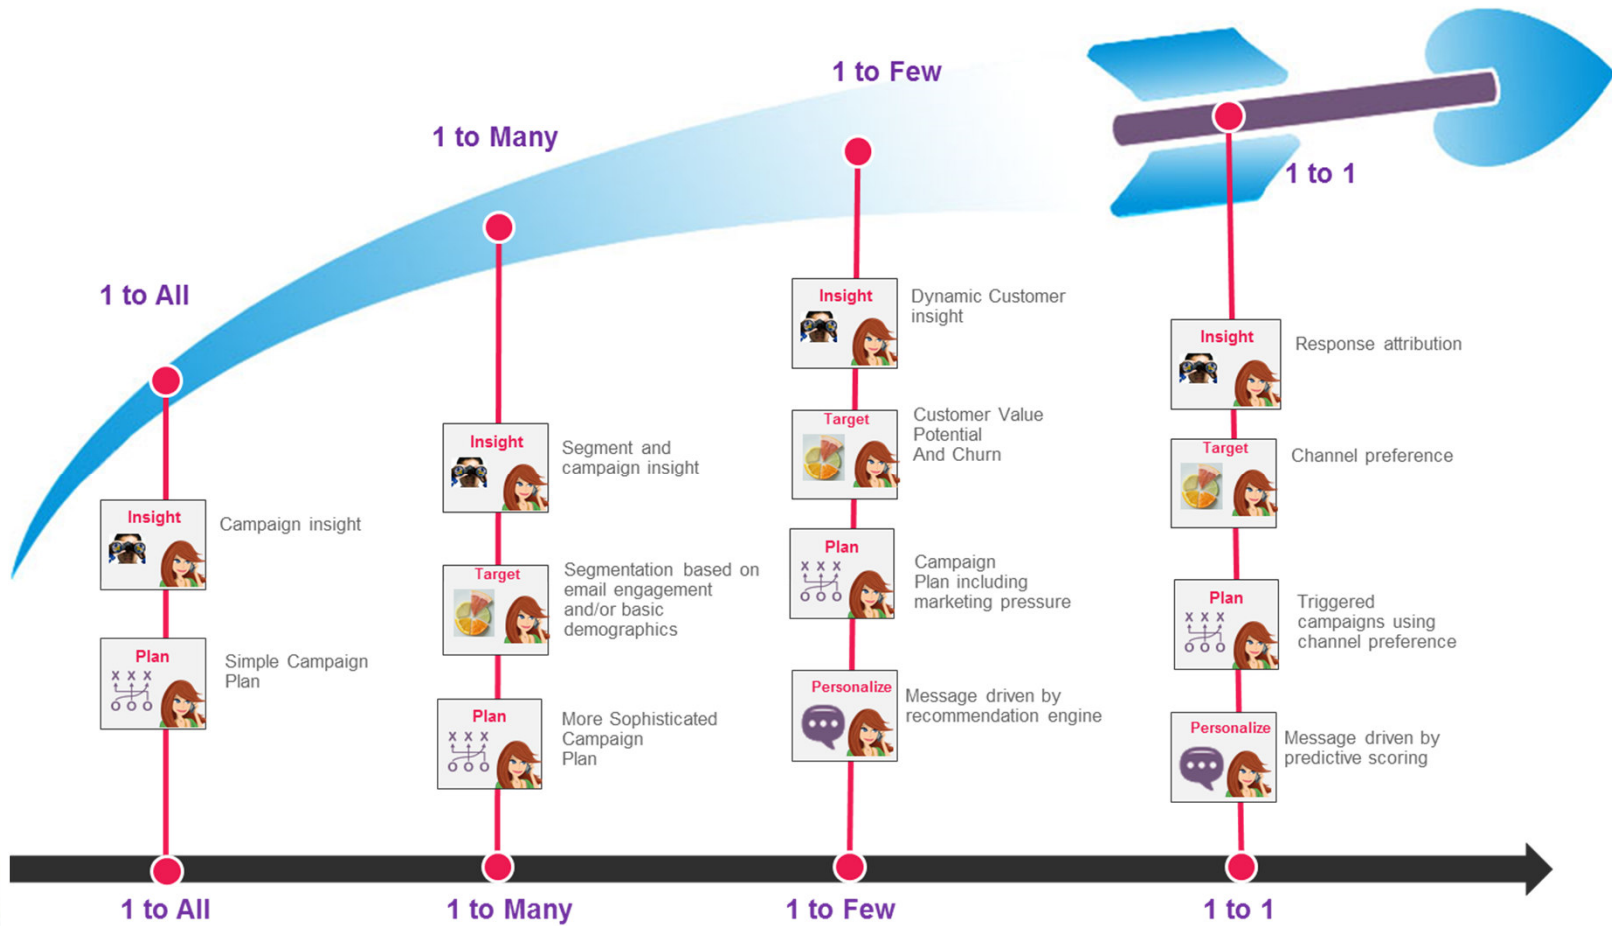 1 to All
1 to Many
1 to Few
1 to 1
Insight
Campaign insight
Plan
X X X
O O O
Simple Campaign
Plan
Insight
Segment and
campaign insight
Target
Segmentation based on
email engagement
and/or basic
demographics
Plan
X X X
O O O
More Sophisticated
Campaign
Plan
Insight
Dynamic Customer
insight
Target
Customer Value
Potential
And Churn
Plan
X X X
O O O
Campaign
Plan including
marketing pressure
Personalize
Message driven by
recommendation engine
Insight
Response attribution
Target
Channel preference
Plan
X X X
O O O
Triggered
campaigns using
channel preference
Personalize
Message driven by
predictive scoring
1 to All
1 to Many
1 to Few
1 to 1